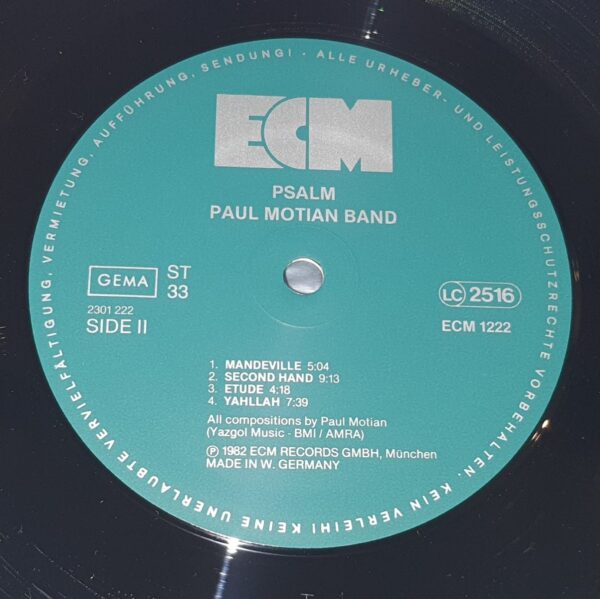 ALLE URHEBER- UND LEISTUNGSSCHUTZRECHTE VORBEHALTEN. KEIN VERLEIH! KEINE UNERLAUBTE VERVIELFÄLTIGUNG, VERMIETUNG, AUFFÜHRUNG, SENDUNG! ·
ECM
PSALM
PAUL MOTIAN BAND
GEMA
ST
33
2301 222
SIDE II
LC 2516
ECM 1222
1. MANDEVILLE 5:04
2. SECOND HAND 9:13
3. ETUDE 4:18
4. YAHLLAH 7:39
All compositions by Paul Motian
(Yazgol Music - BMI / AMRA)
Ⓟ 1982 ECM RECORDS GMBH, München
MADE IN W. GERMANY